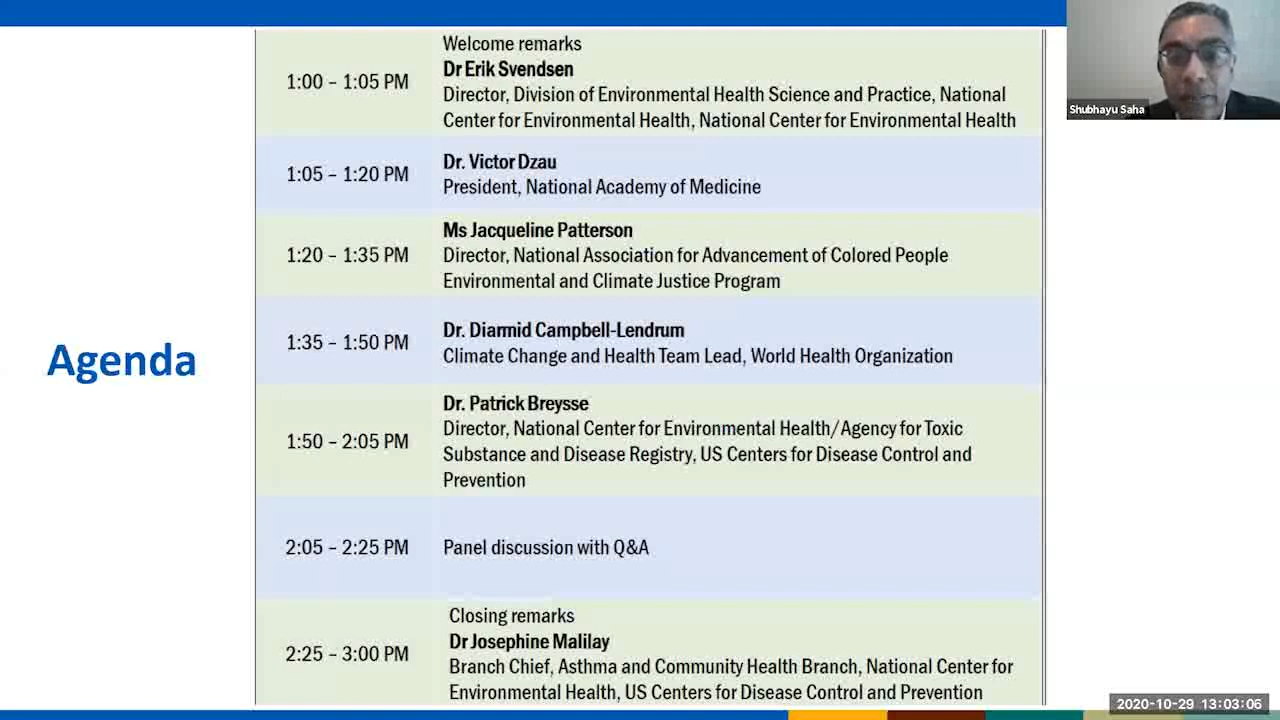 Agenda
1:00 – 1:05 PM
Welcome remarks
Dr Erik Svendsen
Director, Division of Environmental Health Science and Practice, National
Center for Environmental Health, National Center for Environmental Health
1:05 – 1:20 PM
Dr. Victor Dzau
President, National Academy of Medicine
1:20 – 1:35 PM
Ms Jacqueline Patterson
Director, National Association for Advancement of Colored People
Environmental and Climate Justice Program
1:35 – 1:50 PM
Dr. Diarmid Campbell-Lendrum
Climate Change and Health Team Lead, World Health Organization
1:50 – 2:05 PM
Dr. Patrick Breysse
Director, National Center for Environmental Health/Agency for Toxic
Substance and Disease Registry, US Centers for Disease Control and
Prevention
2:05 – 2:25 PM
Panel discussion with Q&A
2:25 – 3:00 PM
Closing remarks
Dr Josephine Malilay
Branch Chief, Asthma and Community Health Branch, National Center for
Environmental Health, US Centers for Disease Control and Prevention
Shubhayu Saha
2020-10-29 13:03:06